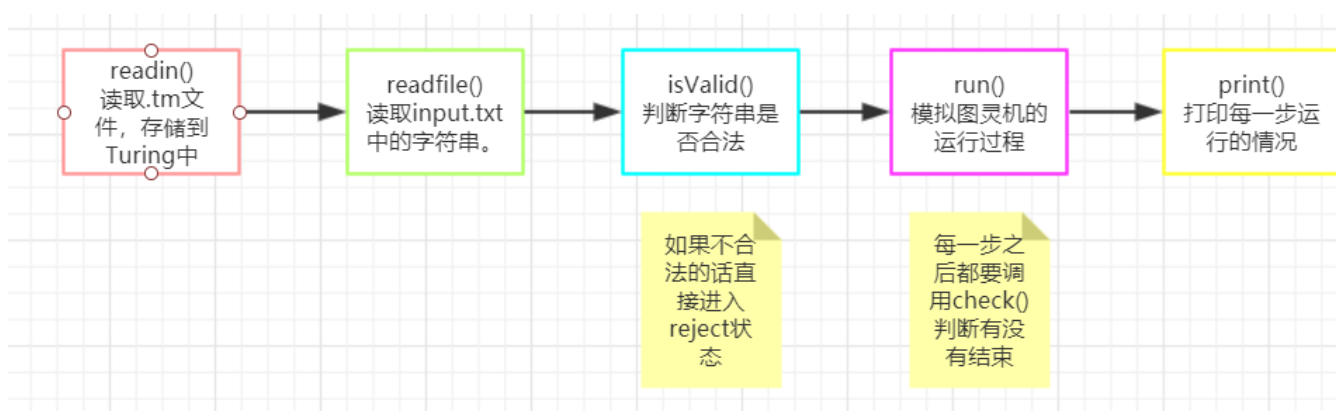 readin()
读取.tm文
件，存储到
Turing中
readfile()
读取input.txt
中的字符串。
isValid()
判断字符串是
否合法
run()
模拟图灵机的
运行过程
print()
打印每一步运
行的情况
如果不合
法的话直
接进入
reject状
态
每一步之
后都要调
用check()
判断有没
有结束